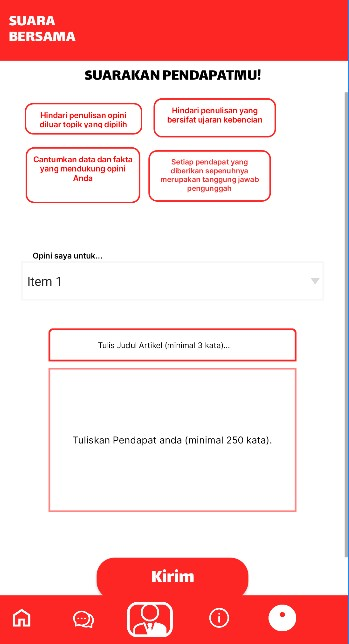 SUARA
BERSAMA
SUARAKAN PENDAPATMU!
Hindari penulisan opini
diluar topik yang dipilih
Hindari penulisan yang
bersifat ujaran kebencian
Cantumkan data dan fakta
yang mendukung opini
Anda
Setiap pendapat yang
diberikan sepenuhnya
merupakan tanggung jawab
pengunggah
Opini saya untuk...
Item 1
Tulis Judul Artikel (minimal 3 kata)...
Tuliskan Pendapat anda (minimal 250 kata).
Kirim